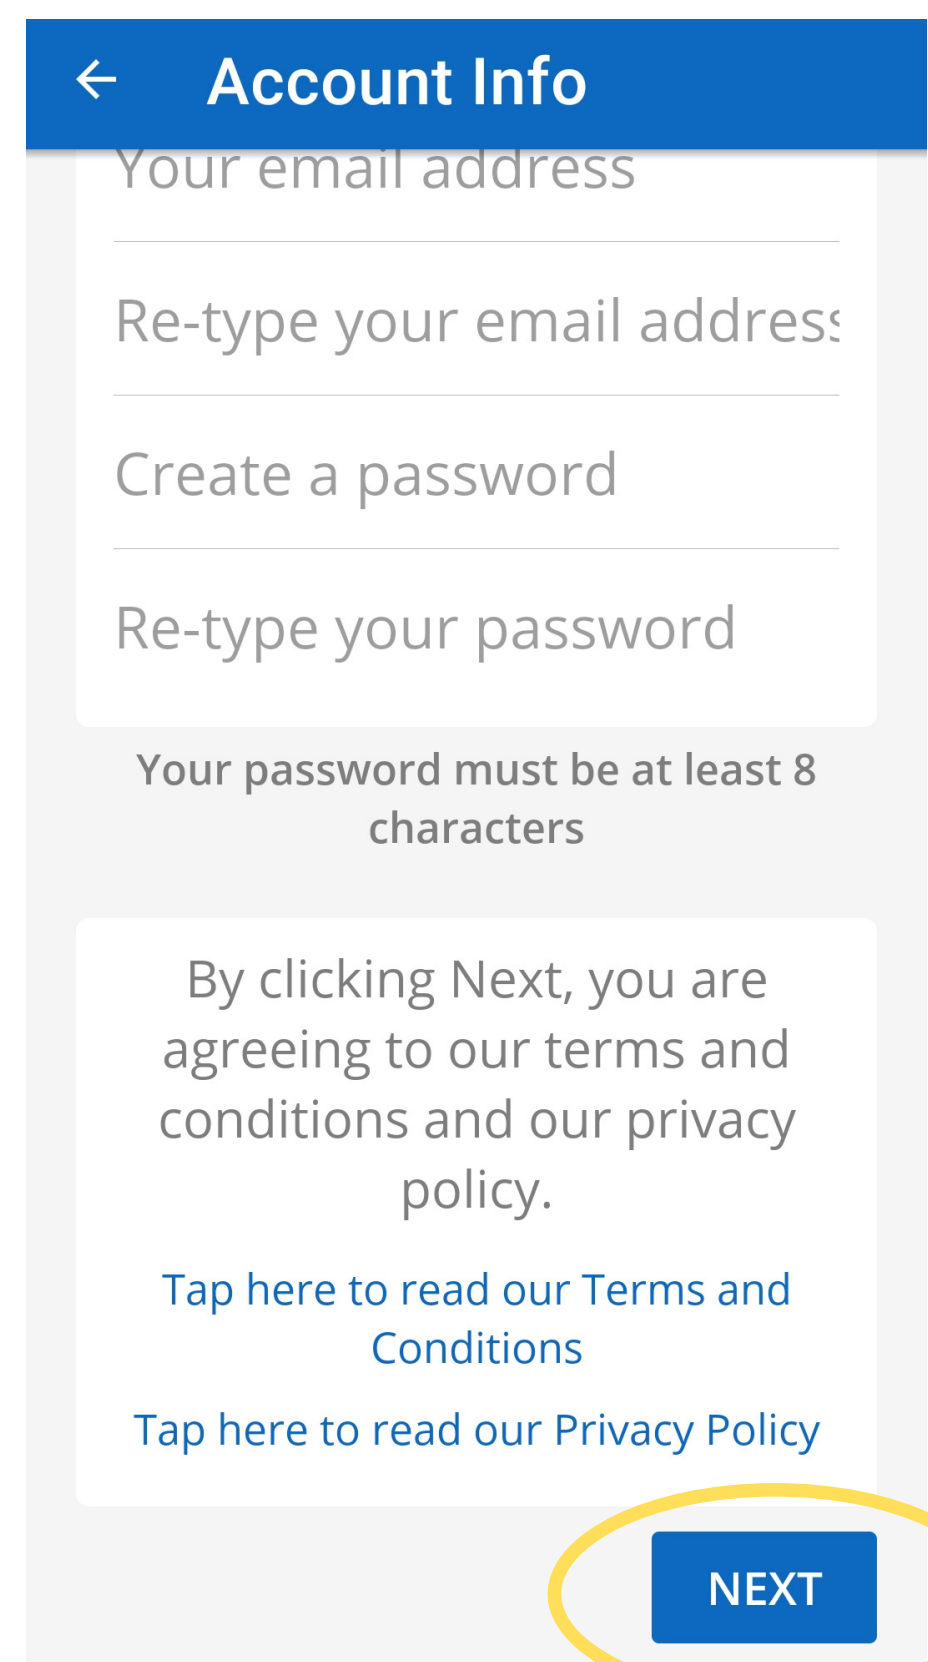 Account Info
Your email address
Re-type your email address
Create a password
Re-type your password
Your password must be at least 8
characters
By clicking Next, you are
agreeing to our terms and
conditions and our privacy
policy.
Tap here to read our Terms and
Conditions
Tap here to read our Privacy Policy
NEXT